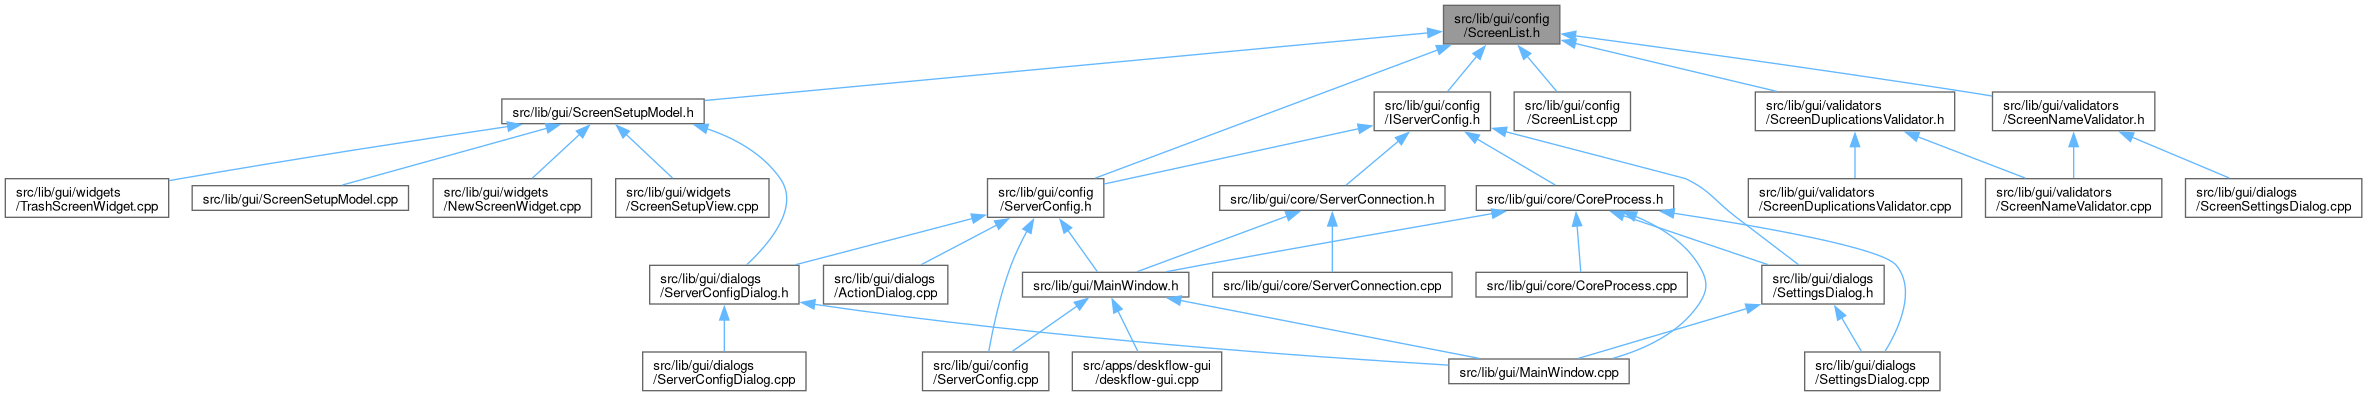 src/lib/gui/config
/ScreenList.h
src/lib/gui/ScreenSetupModel.h
src/lib/gui/config
/IServerConfig.h
src/lib/gui/config
/ScreenList.cpp
src/lib/gui/validators
/ScreenDuplicationsValidator.h
src/lib/gui/validators
/ScreenNameValidator.h
src/lib/gui/widgets
/TrashScreenWidget.cpp
src/lib/gui/ScreenSetupModel.cpp
src/lib/gui/widgets
/NewScreenWidget.cpp
src/lib/gui/widgets
/ScreenSetupView.cpp
src/lib/gui/config
/ServerConfig.h
src/lib/gui/core/ServerConnection.h
src/lib/gui/core/CoreProcess.h
src/lib/gui/validators
/ScreenDuplicationsValidator.cpp
src/lib/gui/validators
/ScreenNameValidator.cpp
src/lib/gui/dialogs
/ScreenSettingsDialog.cpp
src/lib/gui/dialogs
/ServerConfigDialog.h
src/lib/gui/dialogs
/ActionDialog.cpp
src/lib/gui/MainWindow.h
src/lib/gui/core/ServerConnection.cpp
src/lib/gui/core/CoreProcess.cpp
src/lib/gui/dialogs
/SettingsDialog.h
src/lib/gui/dialogs
/ServerConfigDialog.cpp
src/lib/gui/config
/ServerConfig.cpp
src/apps/deskflow-gui
/deskflow-gui.cpp
src/lib/gui/MainWindow.cpp
src/lib/gui/dialogs
/SettingsDialog.cpp